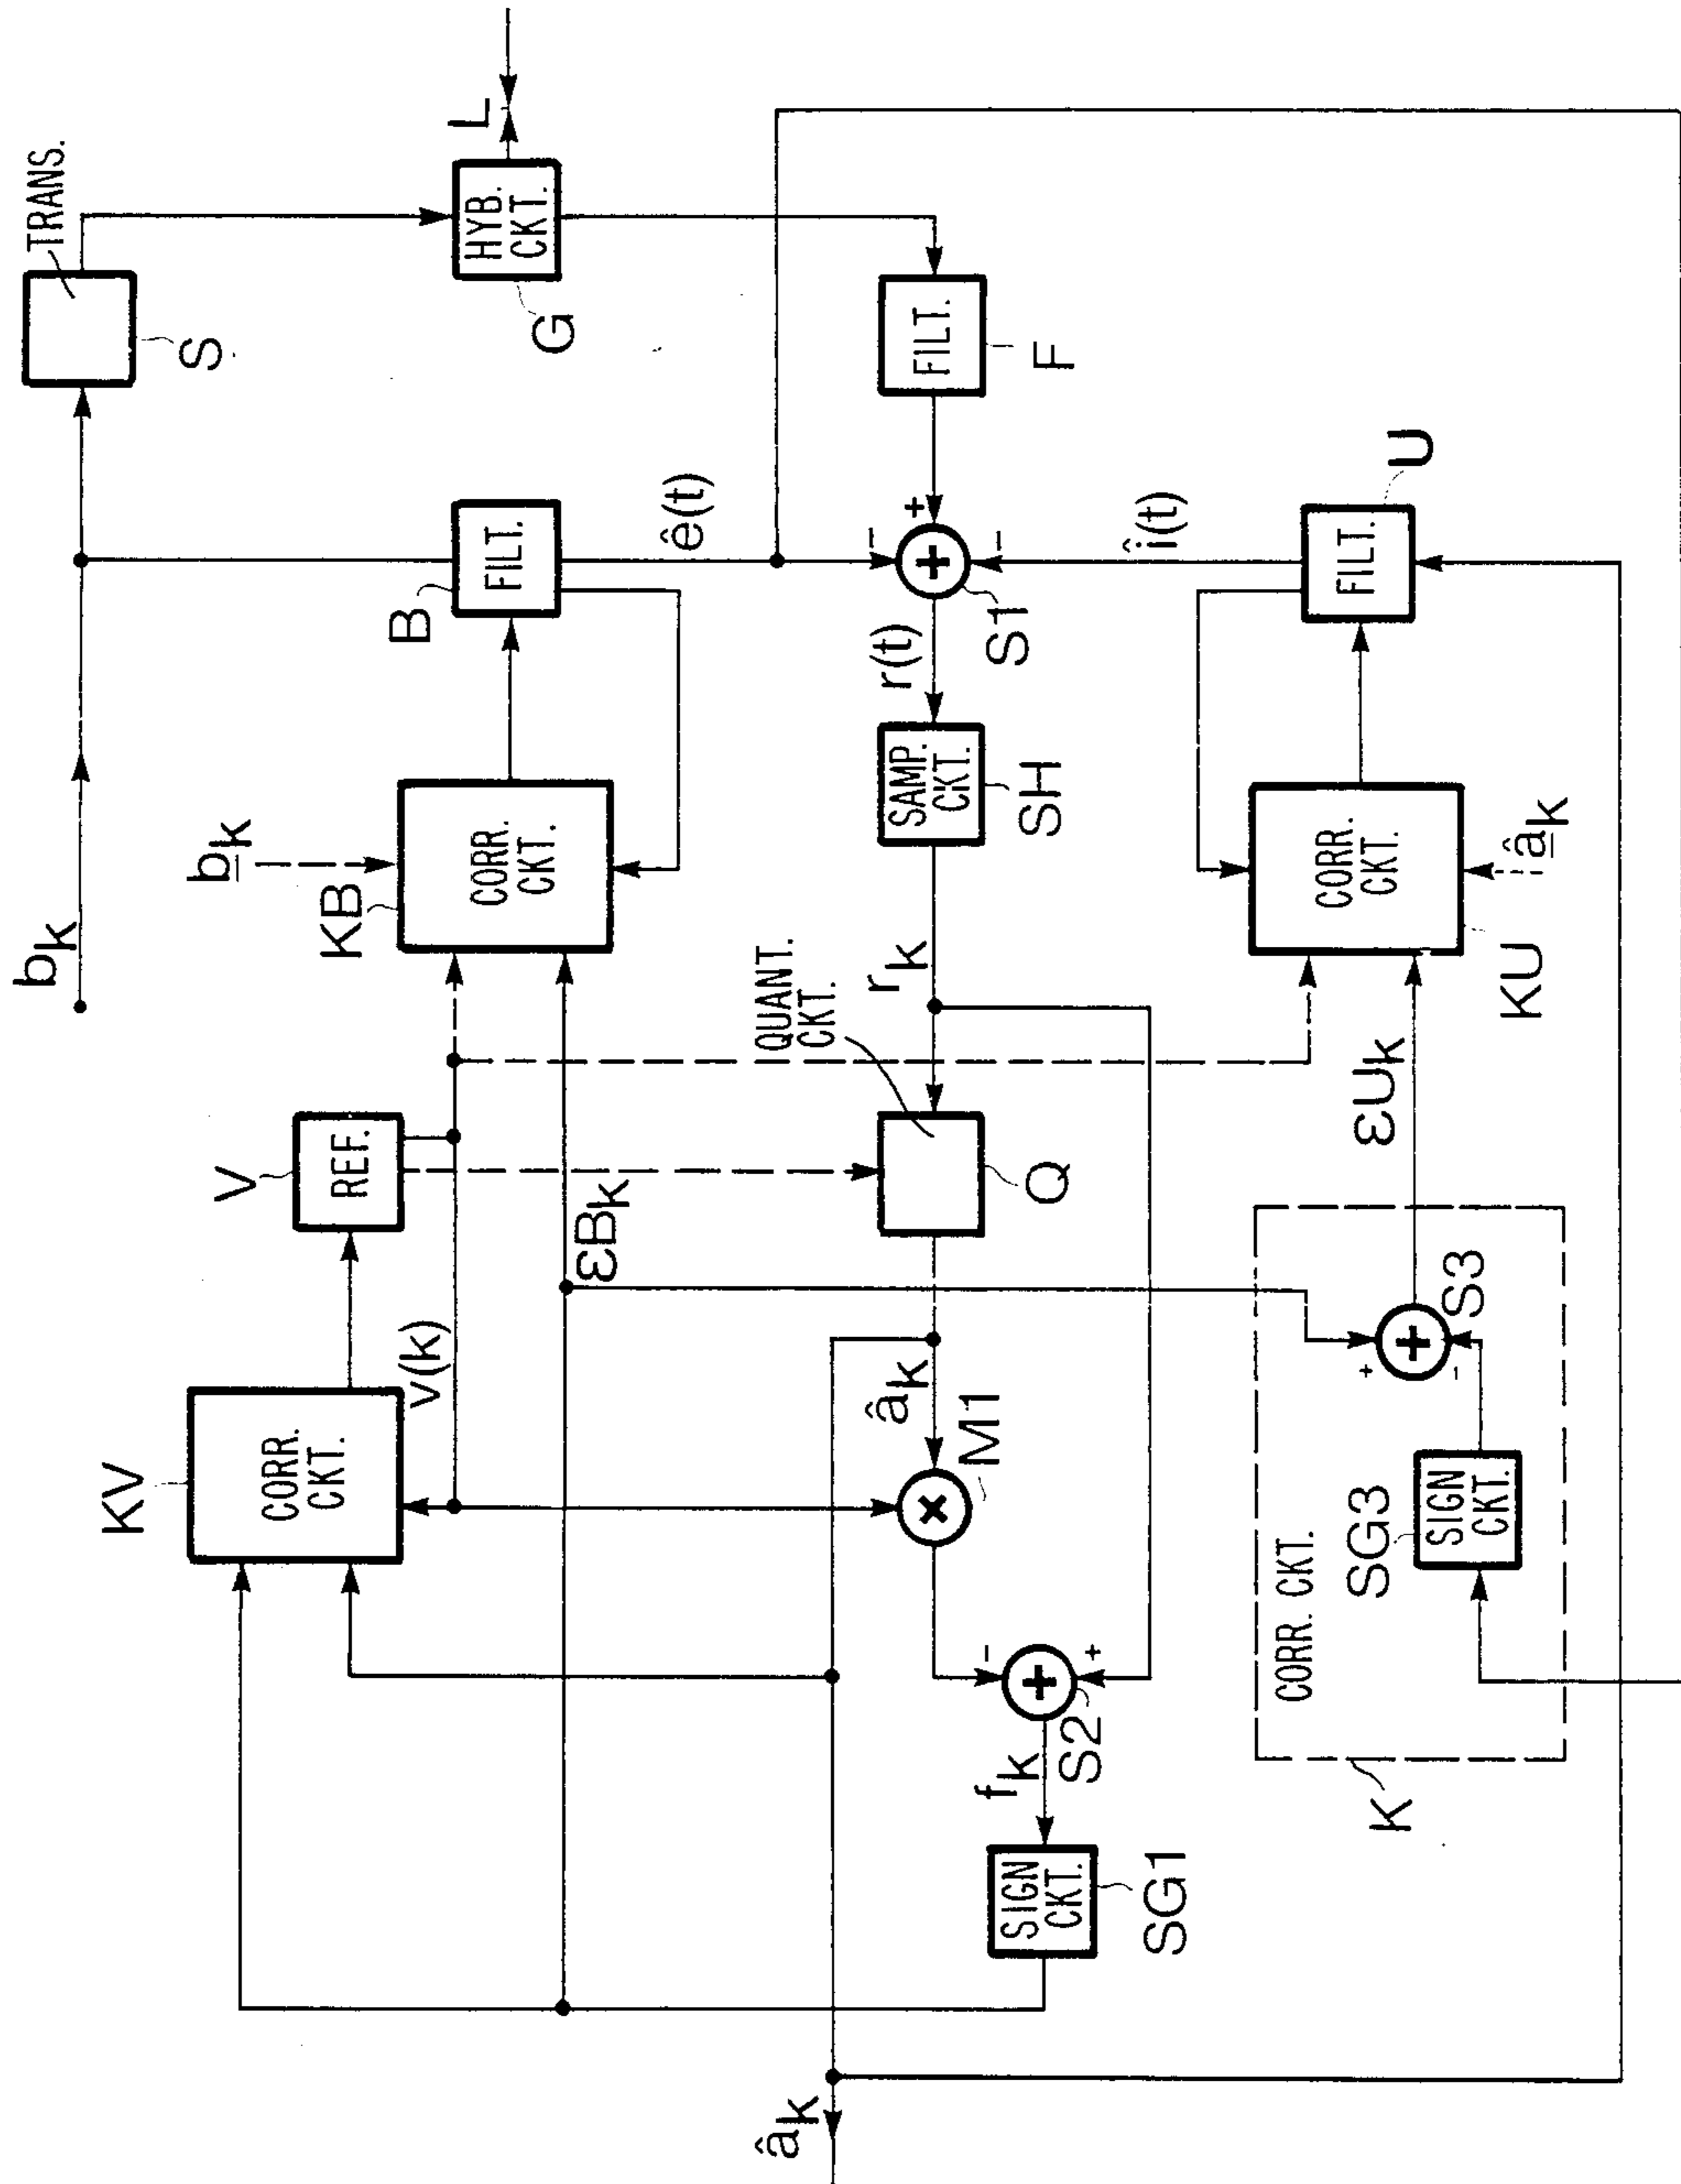 TRANS.
S
L
HYB.
CKT.
G
b_k
b_k
KB
CORR.
CKT.
B
FILT.
ê(t)
FILT.
F
KV
CORR.
CKT.
V
REF.
v(k)
εB_k
QUANT.
CKT.
r_k
r(t)
SAMP.
CKT.
SH
S1
+
-
-
+
î(t)
U
FILT.
Q
â_k
M1
×
CORR.
CKT.
KU
â_k
εU_k
f_k
S2
+
-
+
SIGN
CKT.
SG1
CORR. CKT.
K
SG3
SIGN
CKT.
S3
+
+
-
â_k